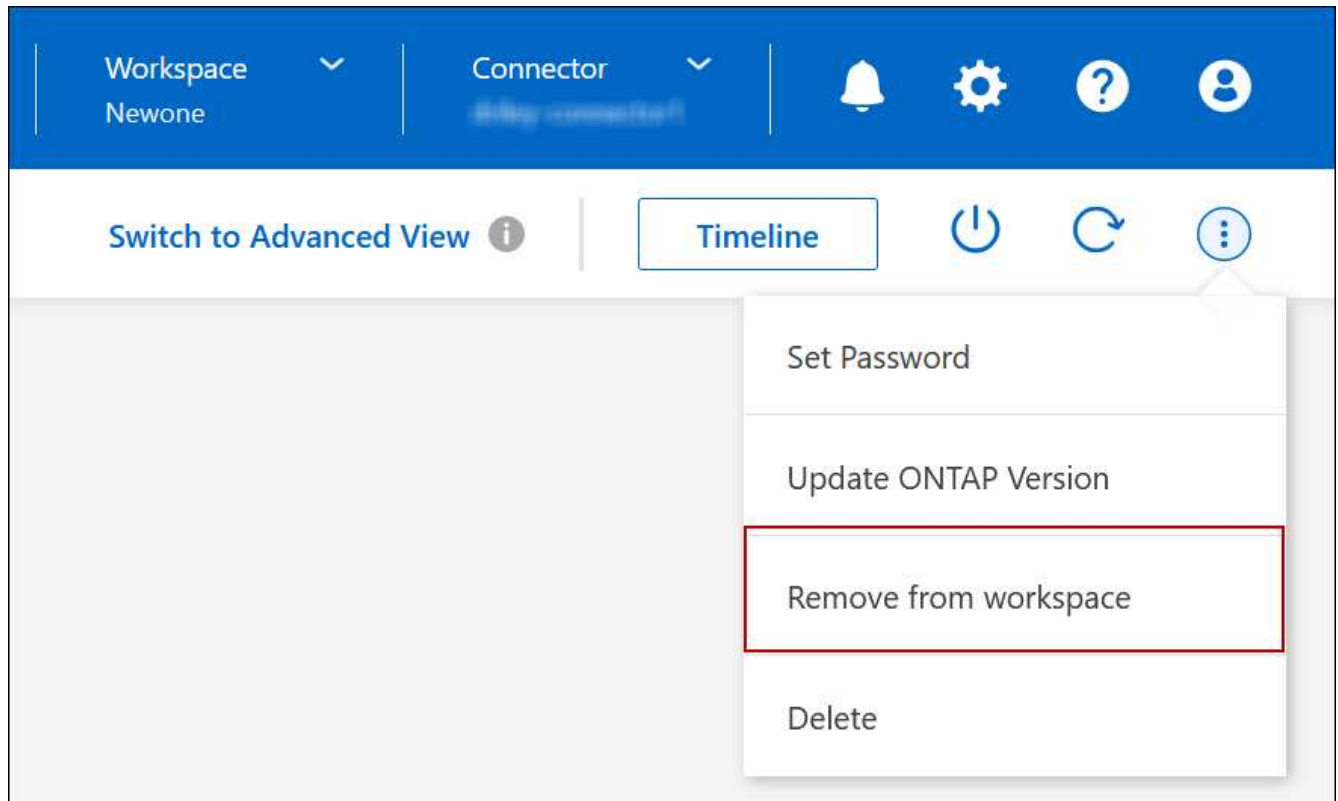 Workspace
Newone
Connector
Switch to Advanced View
Timeline
Set Password
Update ONTAP Version
Remove from workspace
Delete